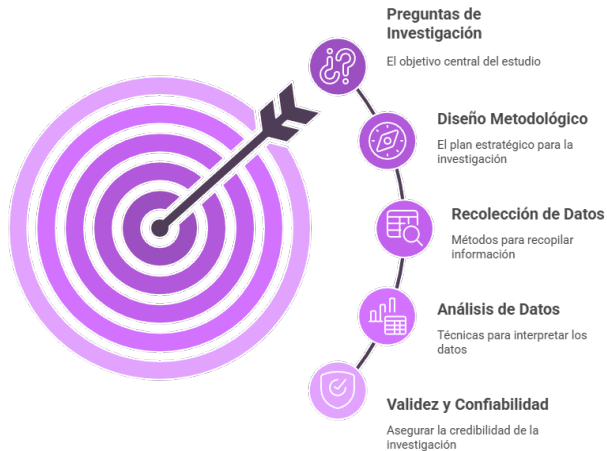 Preguntas de
Investigación
El objetivo central del estudio
Diseño Metodológico
El plan estratégico para la
investigación
Recolección de Datos
Métodos para recopilar
información
Análisis de Datos
Técnicas para interpretar los
datos
Validez y Confiabilidad
Asegurar la credibilidad de la
investigación